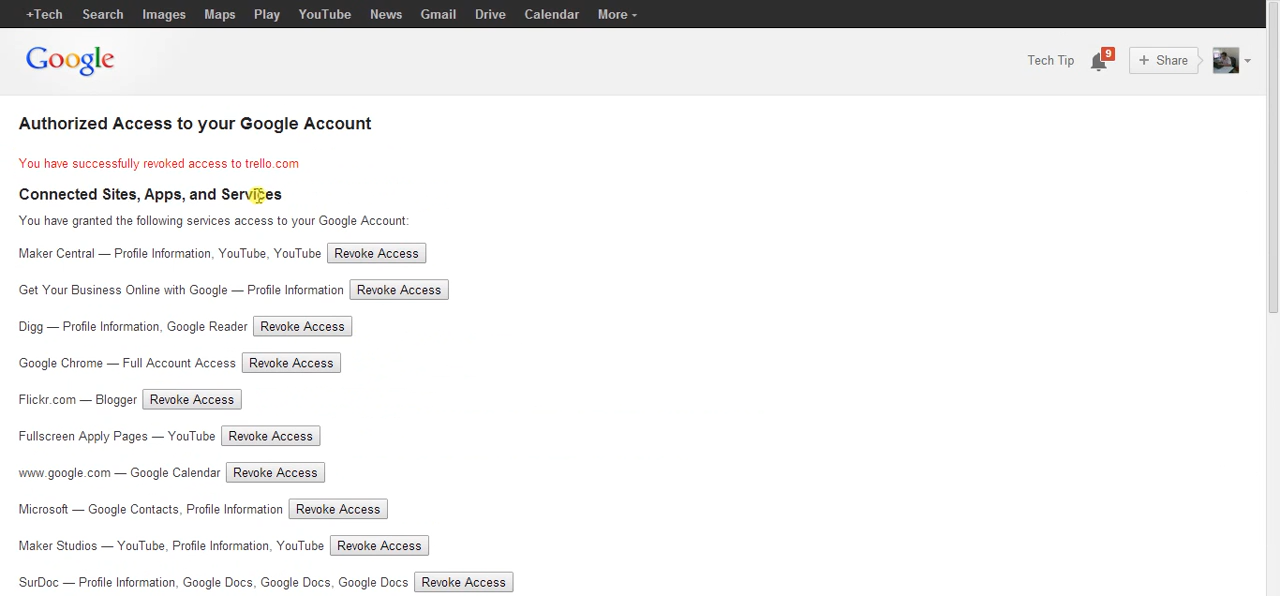 +Tech Search Images Maps Play YouTube News Gmail Drive Calendar More
Google
Tech Tip 9 + Share
Authorized Access to your Google Account
You have successfully revoked access to trello.com
Connected Sites, Apps, and Services
You have granted the following services access to your Google Account:
Maker Central — Profile Information, YouTube, YouTube Revoke Access
Get Your Business Online with Google — Profile Information Revoke Access
Digg — Profile Information, Google Reader Revoke Access
Google Chrome — Full Account Access Revoke Access
Flickr.com — Blogger Revoke Access
Fullscreen Apply Pages — YouTube Revoke Access
www.google.com — Google Calendar Revoke Access
Microsoft — Google Contacts, Profile Information Revoke Access
Maker Studios — YouTube, Profile Information, YouTube Revoke Access
SurDoc — Profile Information, Google Docs, Google Docs, Google Docs Revoke Access